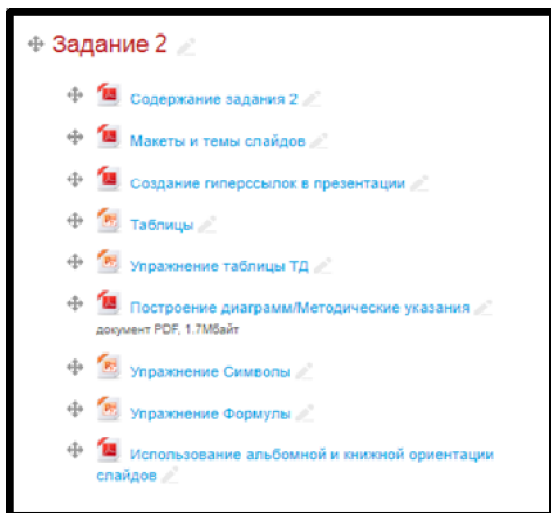 Задание 2
Содержание задания 2
Макеты и темы слайдов
Создание гиперссылок в презентации
Таблицы
Упражнение таблицы ТД
Построение диаграмм/Методические указания
документ PDF, 1.7Мбайт
Упражнение Символы
Упражнение Формулы
Использование альбомной и книжной ориентации
слайдов